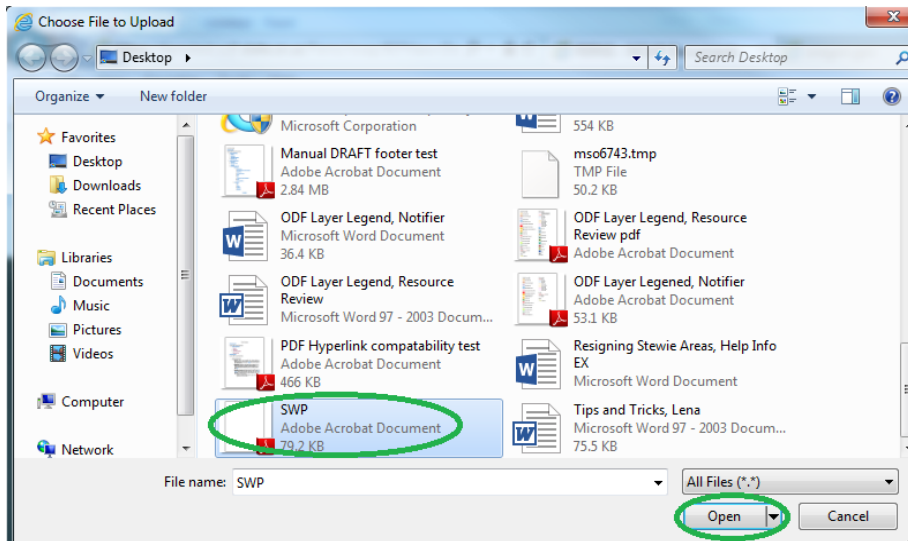 Choose File to Upload
Desktop
Search Desktop
Organize
New folder
Favorites
Desktop
Downloads
Recent Places
Libraries
Documents
Music
Pictures
Videos
Computer
Network
Microsoft Corporation
554 KB
Manual DRAFT footer test
Adobe Acrobat Document
2.84 MB
mso6743.tmp
TMP File
50.2 KB
ODF Layer Legend, Notifier
Microsoft Word Document
36.4 KB
ODF Layer Legend, Resource
Review pdf
Adobe Acrobat Document
ODF Layer Legend, Resource
Review
Microsoft Word 97 - 2003 Docum...
ODF Layer Legened, Notifier
Adobe Acrobat Document
53.1 KB
PDF Hyperlink compatability test
Adobe Acrobat Document
466 KB
Resigning Stewie Areas, Help Info
EX
Microsoft Word Document
SWP
Adobe Acrobat Document
79.2 KB
Tips and Tricks, Lena
Microsoft Word 97 - 2003 Docum...
75.5 KB
File name: SWP
All Files (*.*)
Open
Cancel